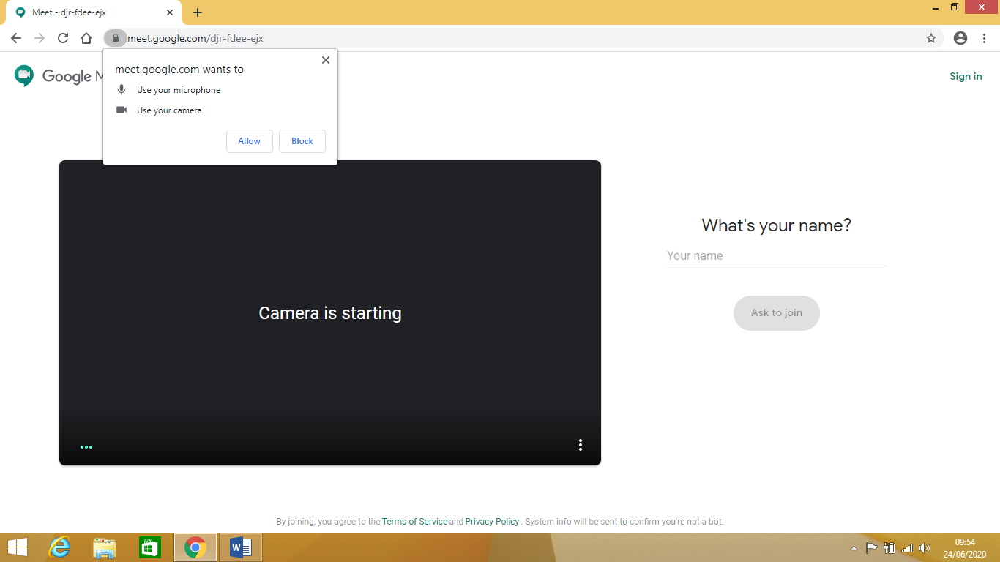 Meet - djr-fdee-ejx
meet.google.com/djr-fdee-ejx
Google M
Sign in
meet.google.com wants to
Use your microphone
Use your camera
Allow Block
Camera is starting
What's your name?
Your name
Ask to join
By joining, you agree to the Terms of Service and Privacy Policy. System info will be sent to confirm you're not a bot.
09:54
24/06/2020